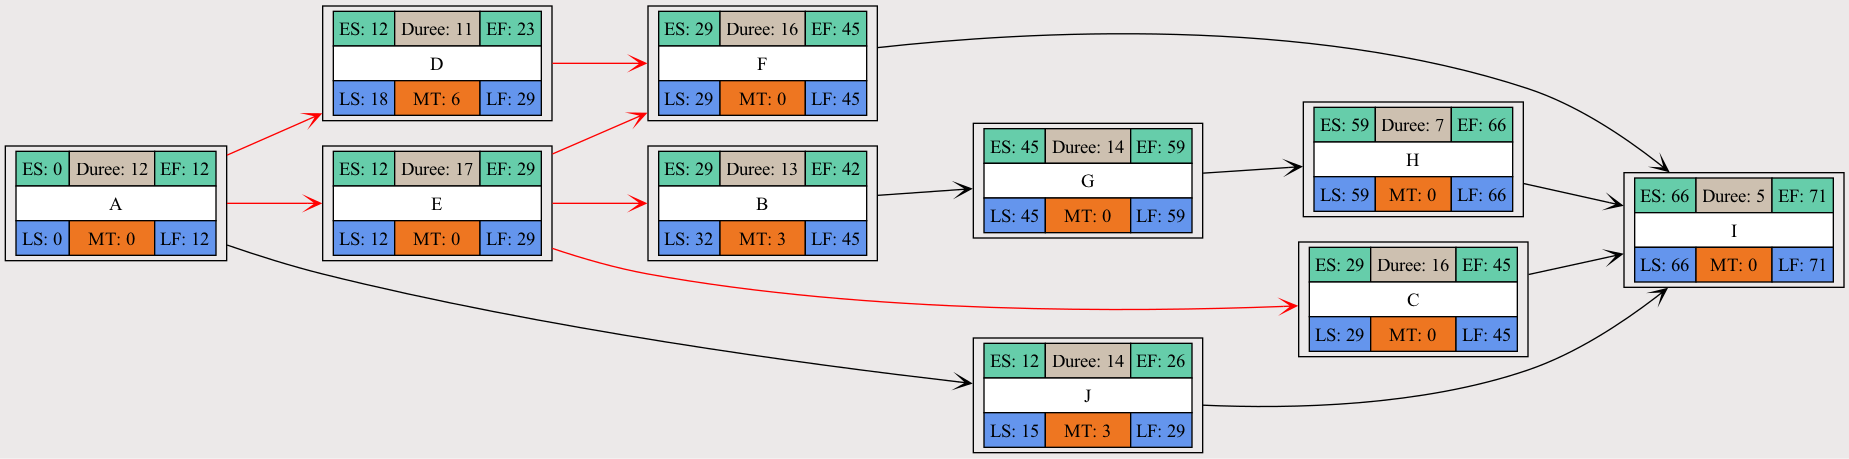 ES: 12 Duree: 11 EF: 23
D
LS: 18 MT: 6 LF: 29
ES: 29 Duree: 16 EF: 45
F
LS: 29 MT: 0 LF: 45
ES: 0 Duree: 12 EF: 12
A
LS: 0 MT: 0 LF: 12
ES: 12 Duree: 17 EF: 29
E
LS: 12 MT: 0 LF: 29
ES: 29 Duree: 13 EF: 42
B
LS: 32 MT: 3 LF: 45
ES: 45 Duree: 14 EF: 59
G
LS: 45 MT: 0 LF: 59
ES: 59 Duree: 7 EF: 66
H
LS: 59 MT: 0 LF: 66
ES: 66 Duree: 5 EF: 71
I
LS: 66 MT: 0 LF: 71
ES: 29 Duree: 16 EF: 45
C
LS: 29 MT: 0 LF: 45
ES: 12 Duree: 14 EF: 26
J
LS: 15 MT: 3 LF: 29